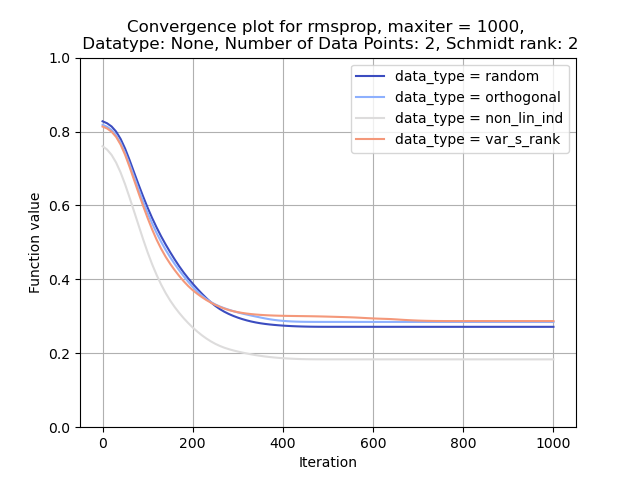 Convergence plot for rmsprop, maxiter = 1000,
Datatype: None, Number of Data Points: 2, Schmidt rank: 2
1.0
0.8
0.6
0.4
0.2
0.0
Function value
data_type = random
data_type = orthogonal
data_type = non_lin_ind
data_type = var_s_rank
0 200 400 600 800 1000
Iteration